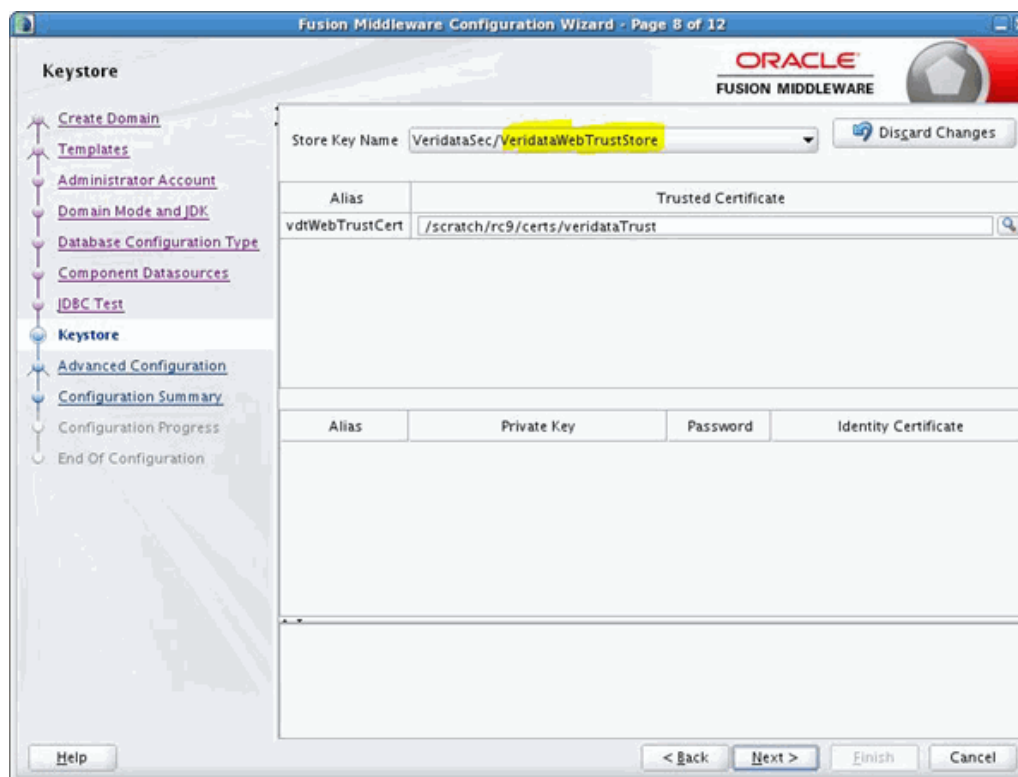 Fusion Middleware Configuration Wizard - Page 8 of 12
Keystore
ORACLE
FUSION MIDDLEWARE
Create Domain
Templates
Administrator Account
Domain Mode and JDK
Database Configuration Type
Component Datasources
JDBC Test
Keystore
Advanced Configuration
Configuration Summary
Configuration Progress
End Of Configuration
Store Key Name VeridataSec/VeridataWebTrustStore Discard Changes
Alias Trusted Certificate
vdtWebTrustCert /scratch/rc9/certs/veridataTrust
Alias Private Key Password Identity Certificate
Help < Back Next > Finish Cancel